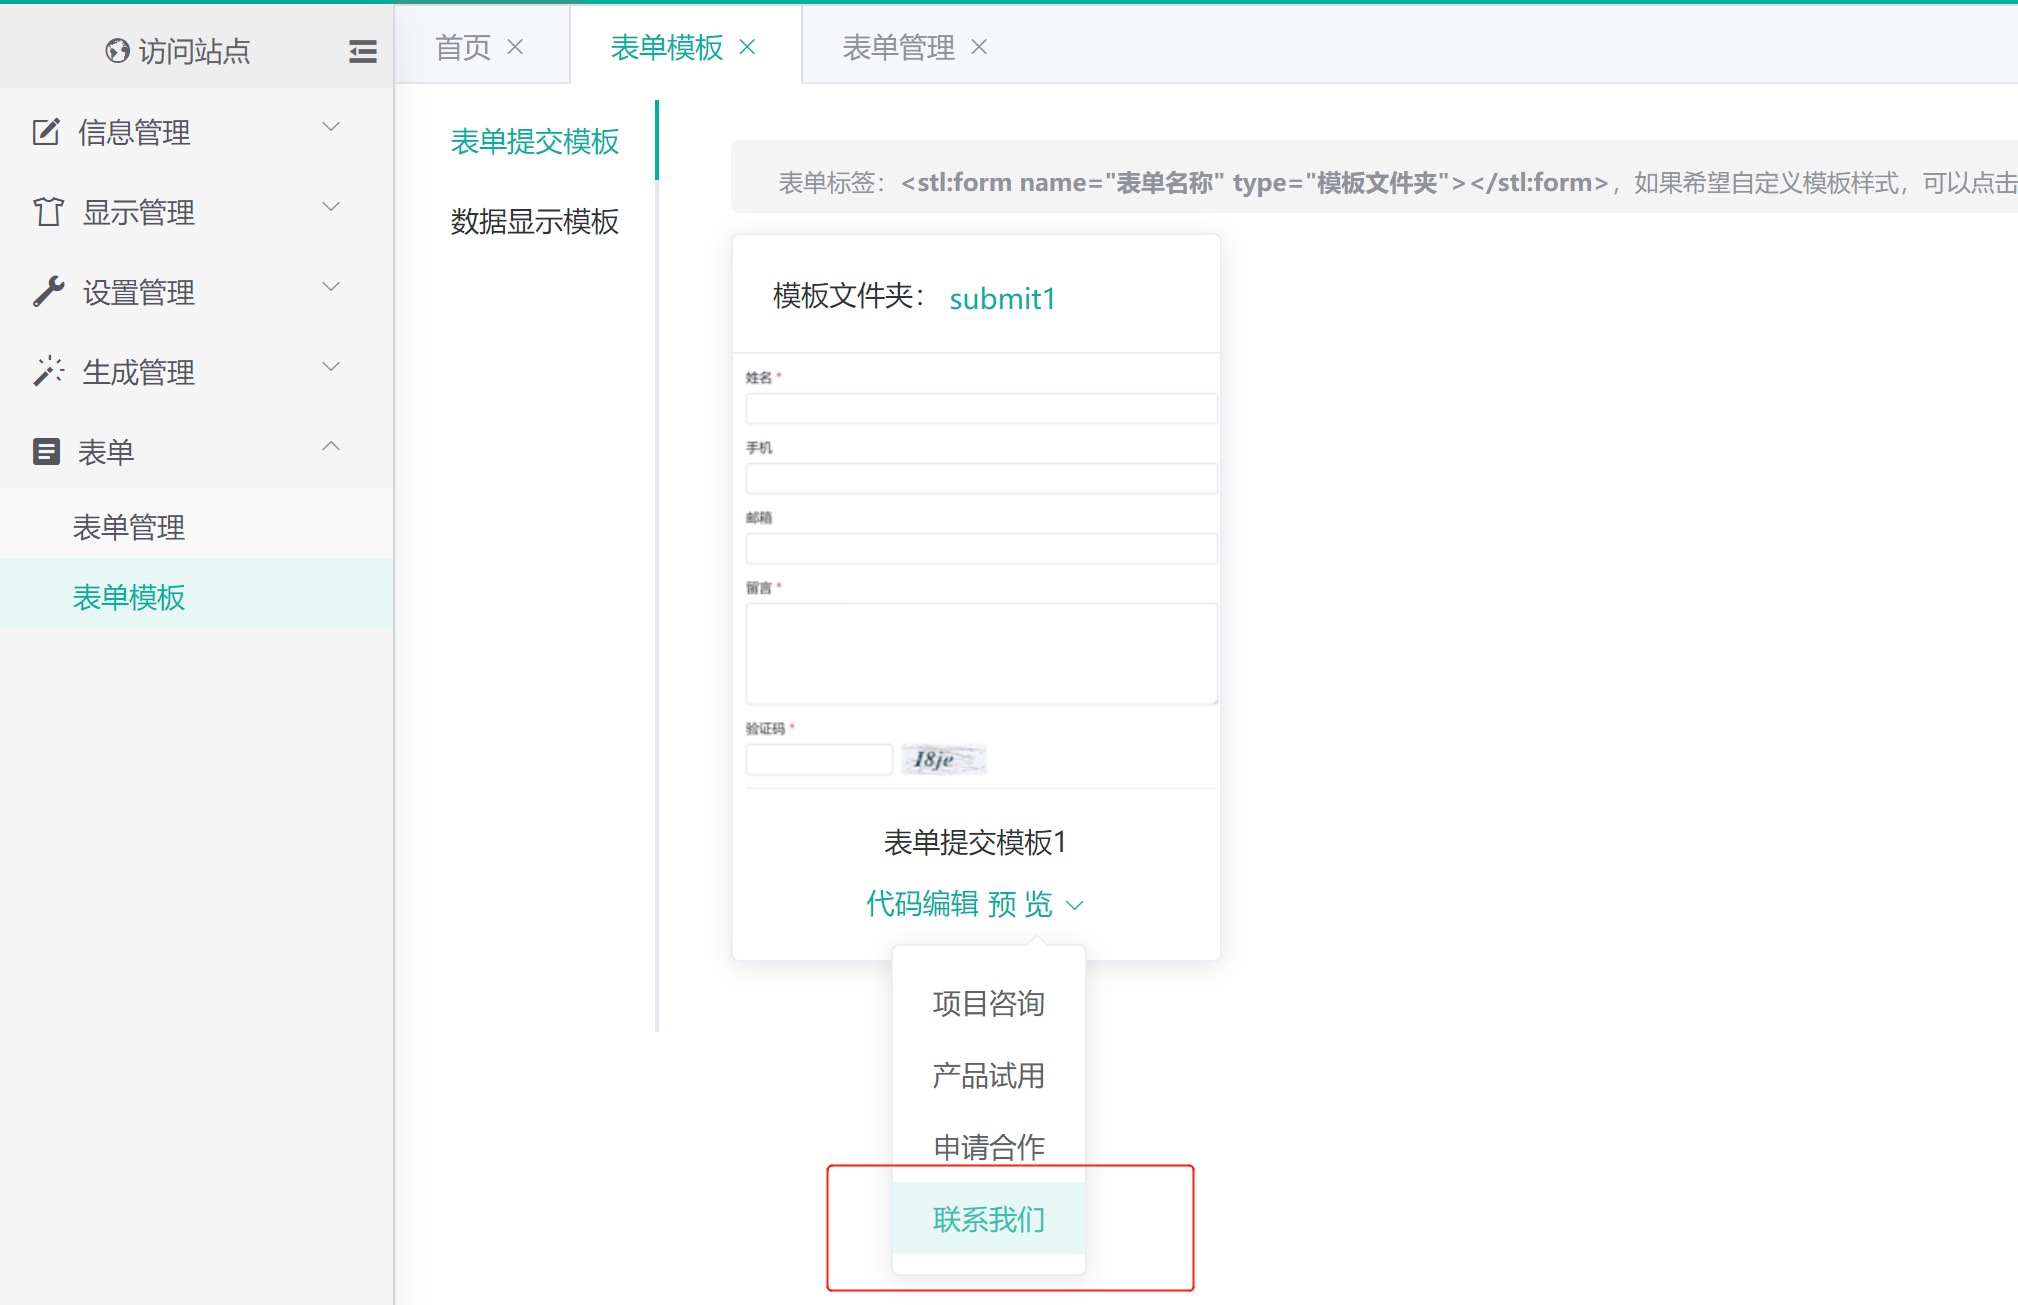 访问站点
首页
表单模板
表单管理
信息管理
显示管理
设置管理
生成管理
表单
表单管理
表单模板
表单提交模板
数据显示模板
表单标签：<stl:form name="表单名称" type="模板文件夹"></stl:form>，如果希望自定义模板样式，可以点击
模板文件夹： submit1
姓名 *
手机
邮箱
留言 *
验证码 *
I8je
表单提交模板1
代码编辑 预 览
项目咨询
产品试用
申请合作
联系我们